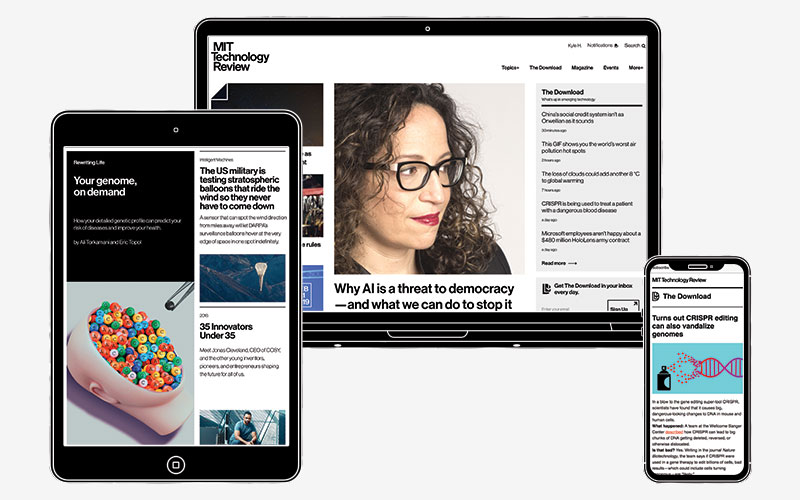 MIT
Technology
Review
Kyle H.
Notifications
Search
Topics+
The Download
Magazine
Events
More+
The Download
What's up in emerging technology
China's social credit system isn't as
Orwellian as it sounds
30 minutes ago
This GIF shows you the world's worst air
pollution hot spots
2 hours ago
The loss of clouds could add another 8 °C
to global warming
7 hours ago
CRISPR is being used to treat a patient
with a dangerous blood disease
a day ago
Microsoft employees aren't happy about a
$480 million HoloLens army contract
a day ago
Read more →
Get The Download in your inbox
every day.
Enter your email
Sign Up
Why AI is a threat to democracy
—and what we can do to stop it
e as
nt
e rules
Rewriting Life
Your genome,
on demand
How your detailed genetic profile can predict your
risk of diseases and improve your health.
by Ali Torkamani and Eric Topol
Intelligent Machines
The US military is
testing stratospheric
balloons that ride the
wind so they never
have to come down
A sensor that can spot the wind direction
from miles away will let DARPA's
surveillance balloons hover at the very
edge of space in one spot indefinitely.
35 Innovators
Under 35
Meet Jonas Cleveland, CEO of COSY,
and the other young inventors,
pioneers, and entrepreneurs shaping
the future for all of us.
MIT Technology Review
The Download
Turns out CRISPR editing
can also vandalize
genomes
In a blow to the gene editing super-tool CRISPR,
scientists have found that it causes big,
dangerous-looking changes to DNA in mouse and
human cells.
What happened: A team at the Wellcome Sanger
Center described how CRISPR can lead to big
chunks of DNA getting deleted, reversed, or
otherwise dislocated.
Is that bad? Yes. Writing in the journal Nature
Biotechnology, the team says if CRISPR were
used in a gene therapy to edit billions of cells, bad
results—which could include cells turning